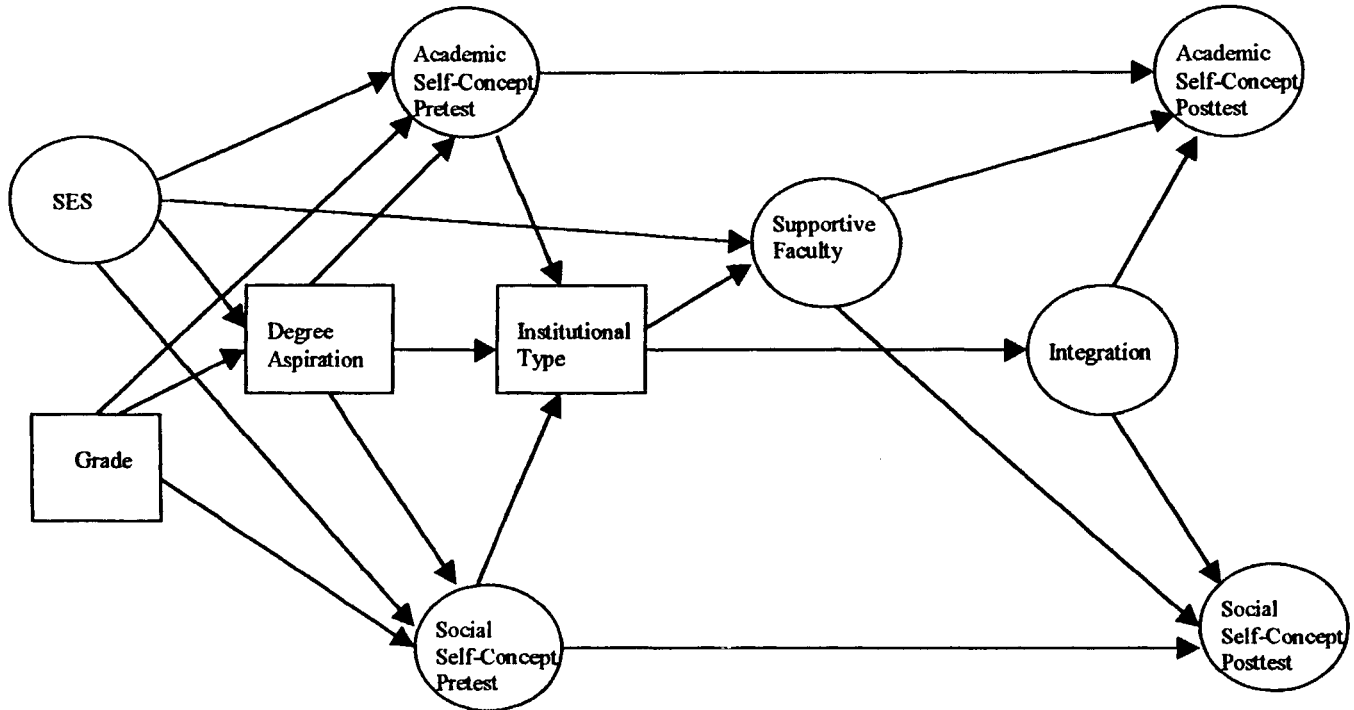 Academic
Self-Concept
Pretest
Academic
Self-Concept
Posttest
SES
Supportive
Faculty
Degree
Aspiration
Institutional
Type
Integration
Grade
Social
Self-Concept
Pretest
Social
Self-Concept
Posttest